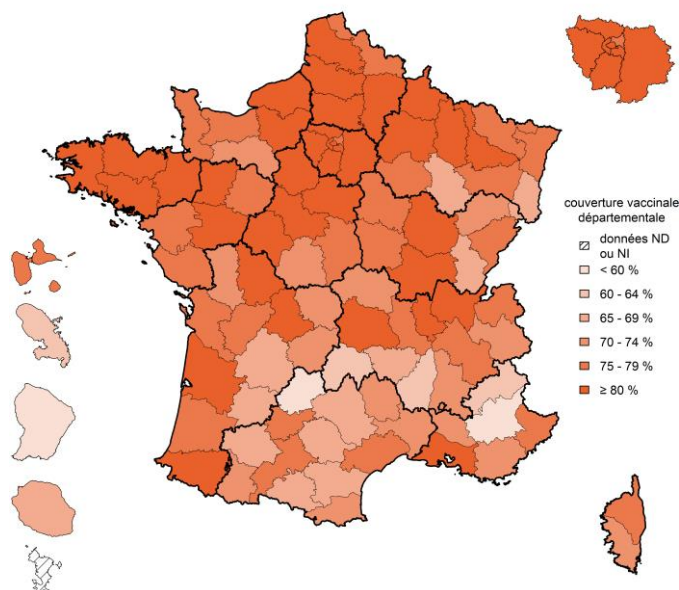 couverture vaccinale
départementale
données ND
ou NI
< 60 %
60 - 64 %
65 - 69 %
70 - 74 %
75 - 79 %
≥ 80 %